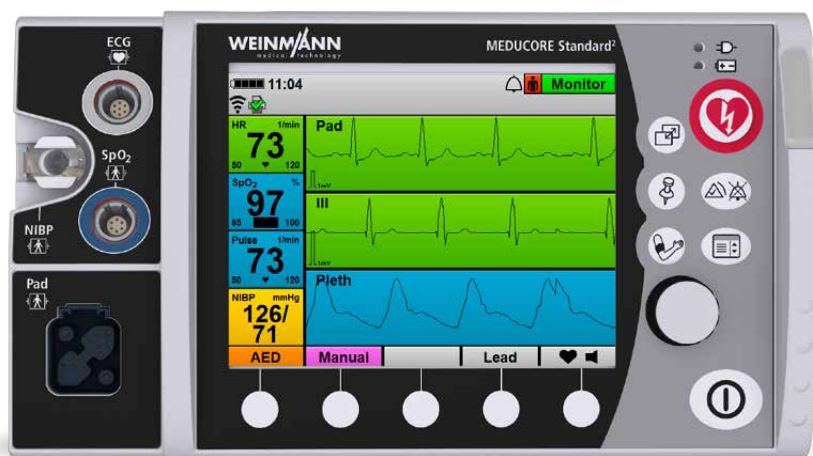 ECG
WEINMANN
medical technology
MEDUCORE Standard²
11:04
Monitor
HR 1/min
73
50 120
Pad
1mV
SpO₂
SpO₂ %
97
85 100
III
1mV
NIBP
Pulse 1/min
73
50 120
Pleth
Pad
NIBP mmHg
126/
71
AED Manual Lead